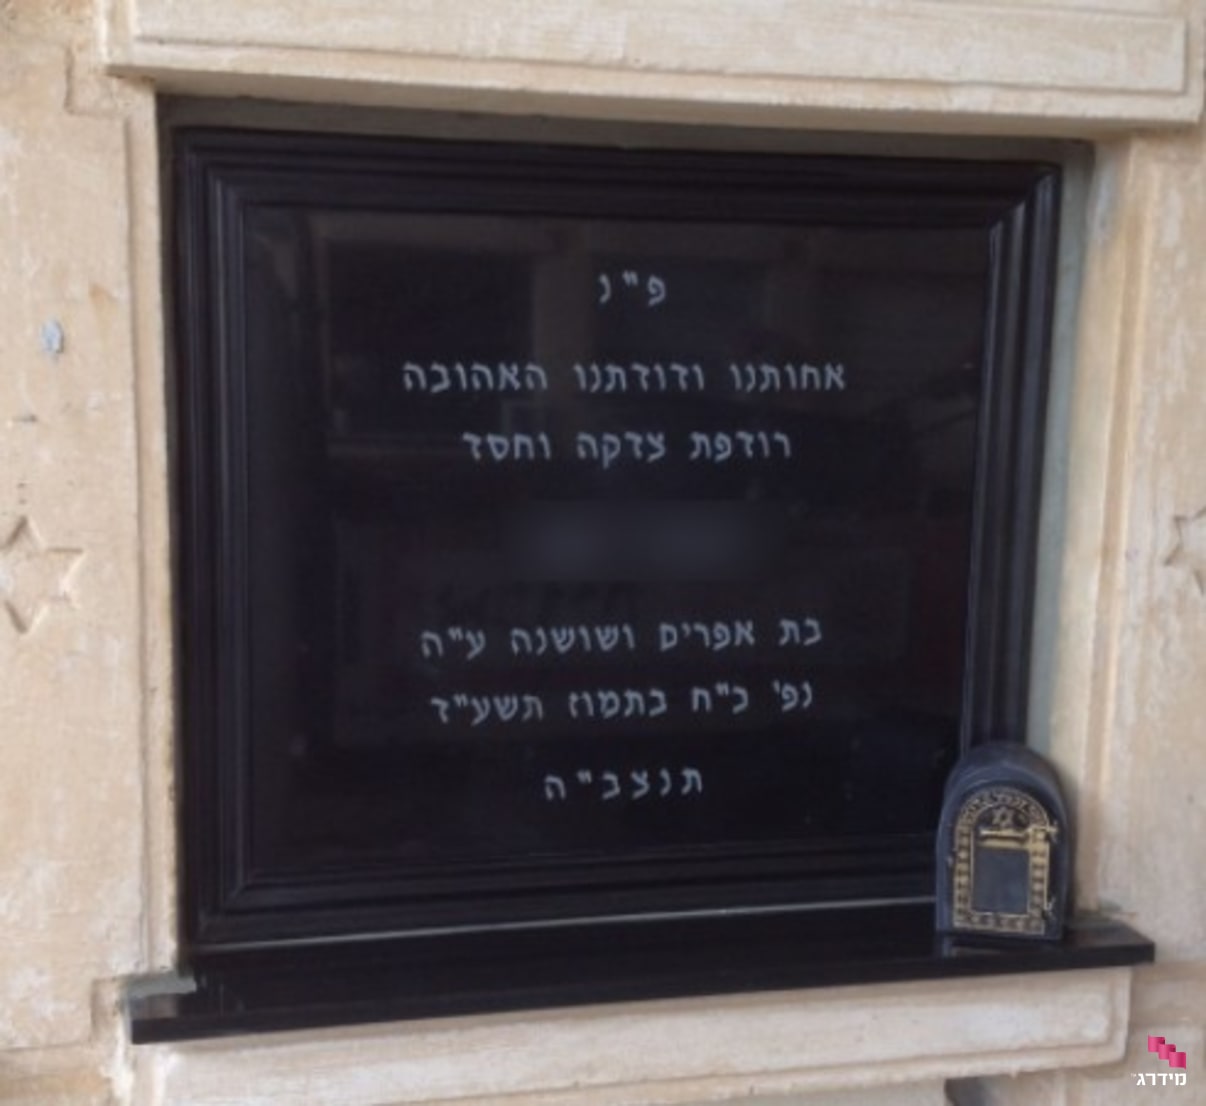 פ"נ
אחותנו ודודתנו האהובה
רודפת צדקה וחסד
בת אפרים ושושנה ע"ה
נפ' כ"ח בתמוז תשע"ד
תנצב"ה
מידרג